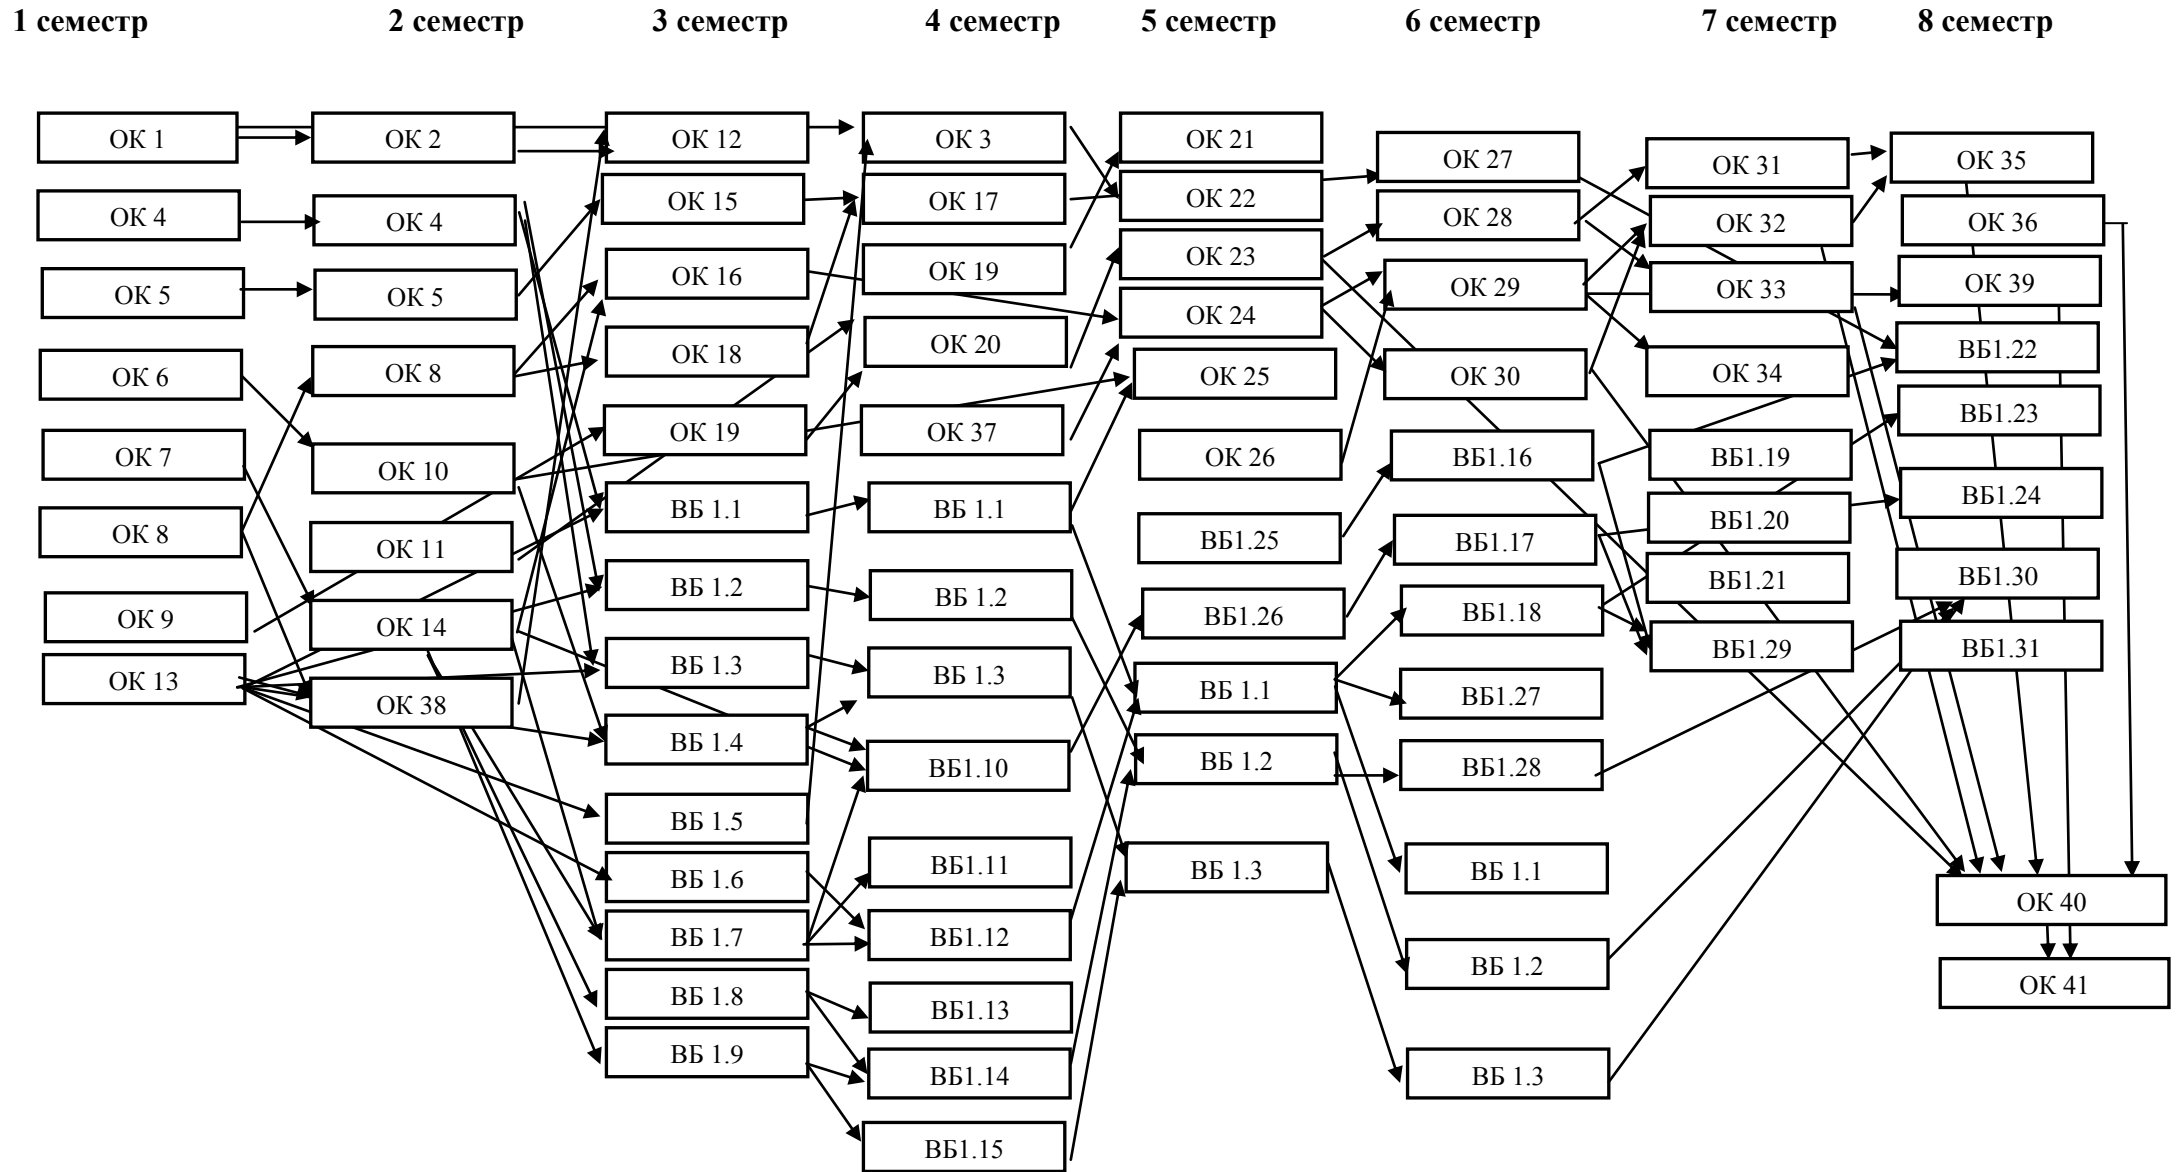 1 семестр
2 семестр
3 семестр
4 семестр
5 семестр
6 семестр
7 семестр
8 семестр
ОК 1
ОК 4
ОК 5
ОК 6
ОК 7
ОК 8
ОК 9
ОК 13
ОК 2
ОК 4
ОК 5
ОК 8
ОК 10
ОК 11
ОК 14
ОК 38
ОК 12
ОК 15
ОК 16
ОК 18
ОК 19
ВБ 1.1
ВБ 1.2
ВБ 1.3
ВБ 1.4
ВБ 1.5
ВБ 1.6
ВБ 1.7
ВБ 1.8
ВБ 1.9
ОК 3
ОК 17
ОК 19
ОК 20
ОК 37
ВБ 1.1
ВБ 1.2
ВБ 1.3
ВБ1.10
ВБ1.11
ВБ1.12
ВБ1.13
ВБ1.14
ВБ1.15
ОК 21
ОК 22
ОК 23
ОК 24
ОК 25
ОК 26
ВБ1.25
ВБ1.26
ВБ 1.1
ВБ 1.2
ВБ 1.3
ОК 27
ОК 28
ОК 29
ОК 30
ВБ1.16
ВБ1.17
ВБ1.18
ВБ1.27
ВБ1.28
ВБ 1.1
ВБ 1.2
ВБ 1.3
ОК 31
ОК 32
ОК 33
ОК 34
ВБ1.19
ВБ1.20
ВБ1.21
ВБ1.29
ОК 35
ОК 36
ОК 39
ВБ1.22
ВБ1.23
ВБ1.24
ВБ1.30
ВБ1.31
ОК 40
ОК 41